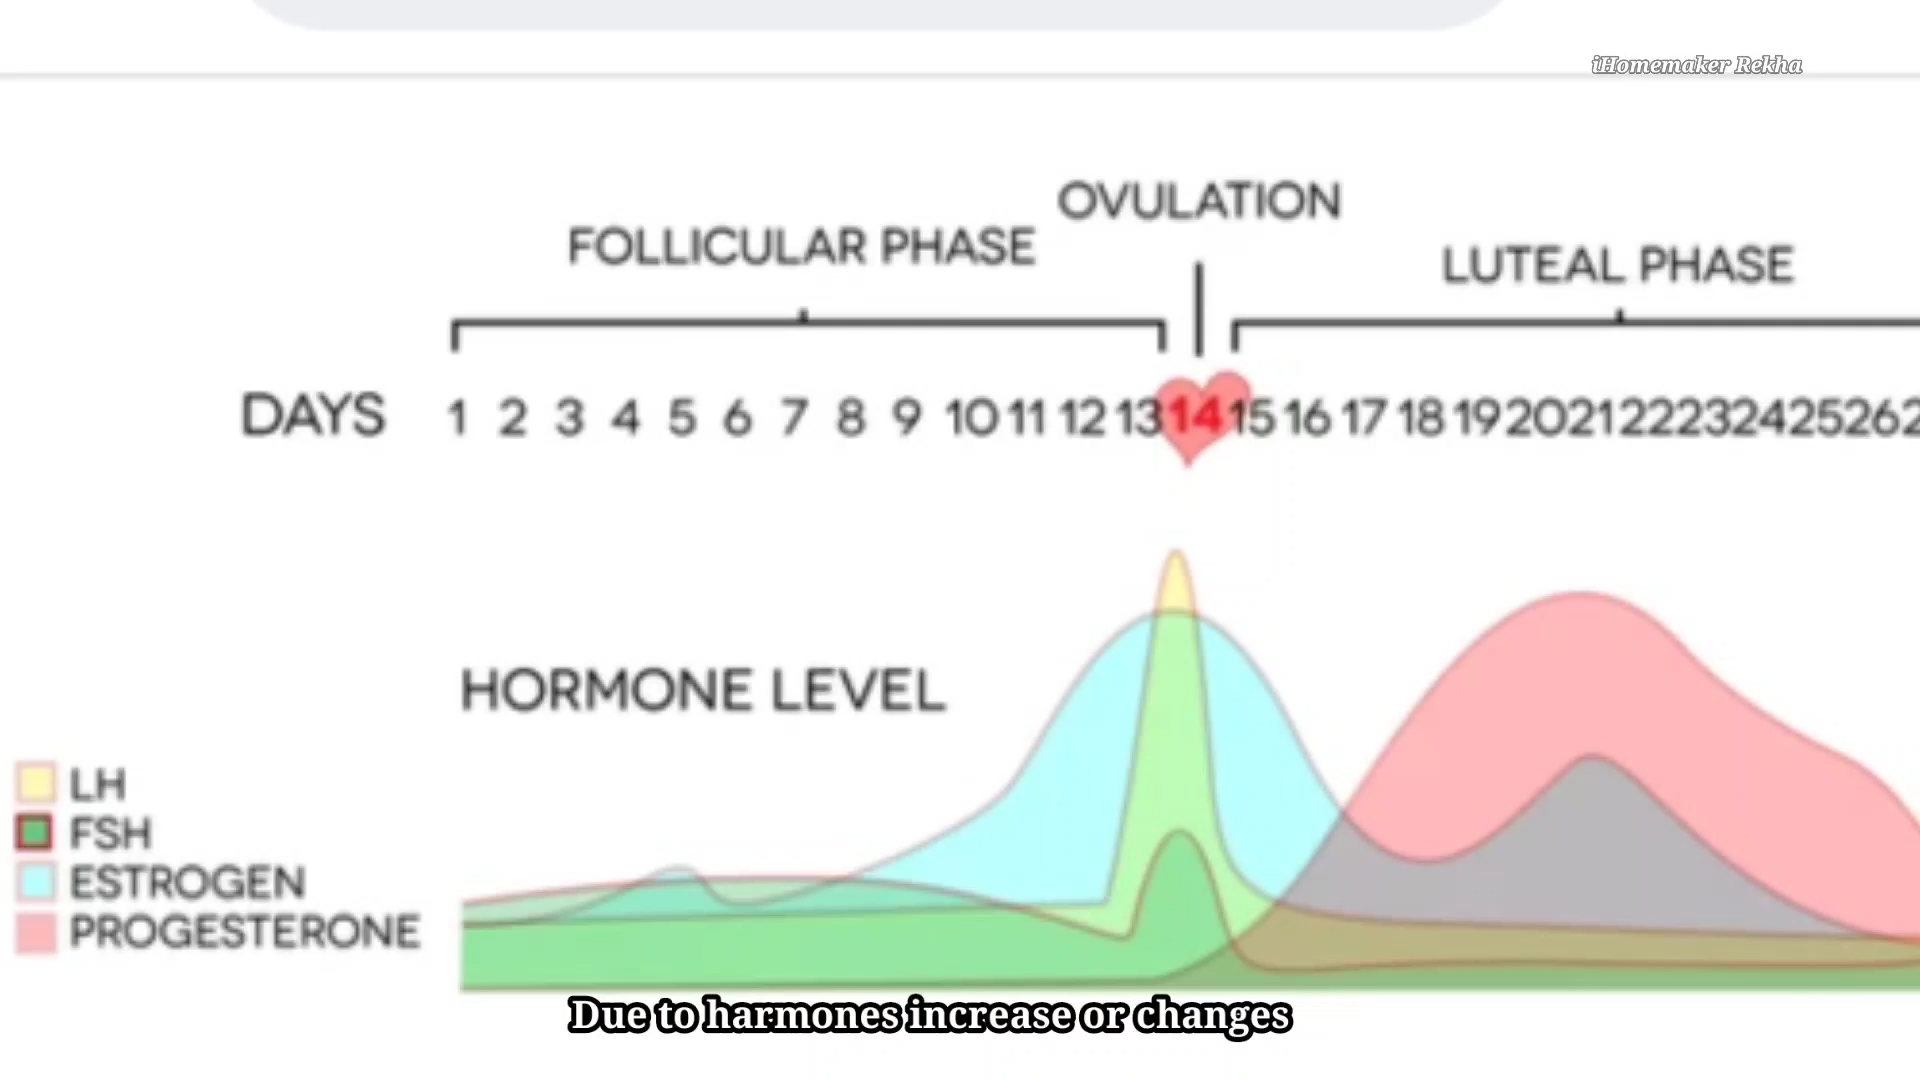 iHomemaker Rekha
OVULATION
FOLLICULAR PHASE
LUTEAL PHASE
DAYS 1 2 3 4 5 6 7 8 9 10 11 12 13 14 15 16 17 18 19 20 21 22 23 24 25 26 2
HORMONE LEVEL
LH
FSH
ESTROGEN
PROGESTERONE
Due to harmones increase or changes